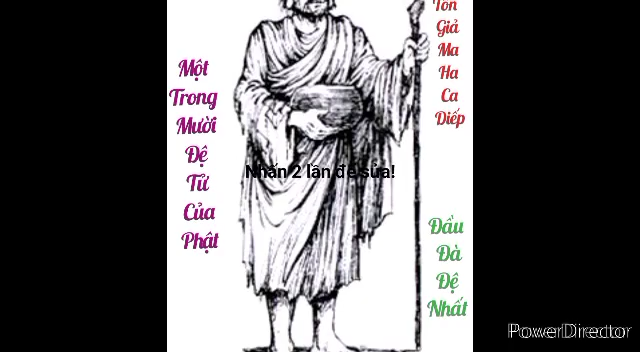 Một
Trong
Mười
Đệ
Tử
Của
Phật
Tôn
Giả
Ma
Ha
Ca
Diếp
Nhấn 2 lần để sửa!
Đầu
Đà
Đệ
Nhất
PowerDirector